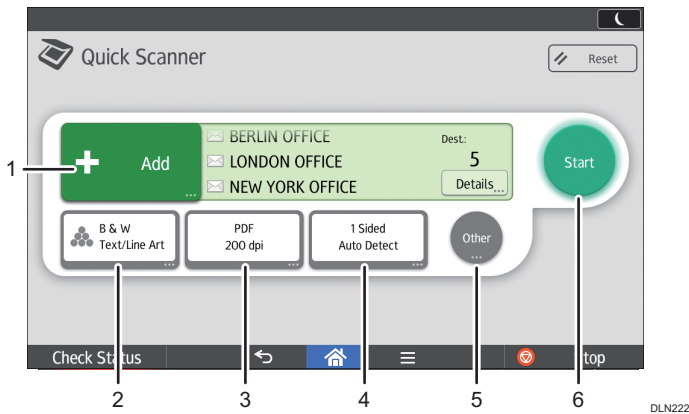 Quick Scanner
Reset
1
Add
BERLIN OFFICE
LONDON OFFICE
NEW YORK OFFICE
Dest.:
5
Details...
Start
B & W
Text/Line Art
PDF
200 dpi
1 Sided
Auto Detect
Other
Check Status
Stop
2
3
4
5
6
DLN222